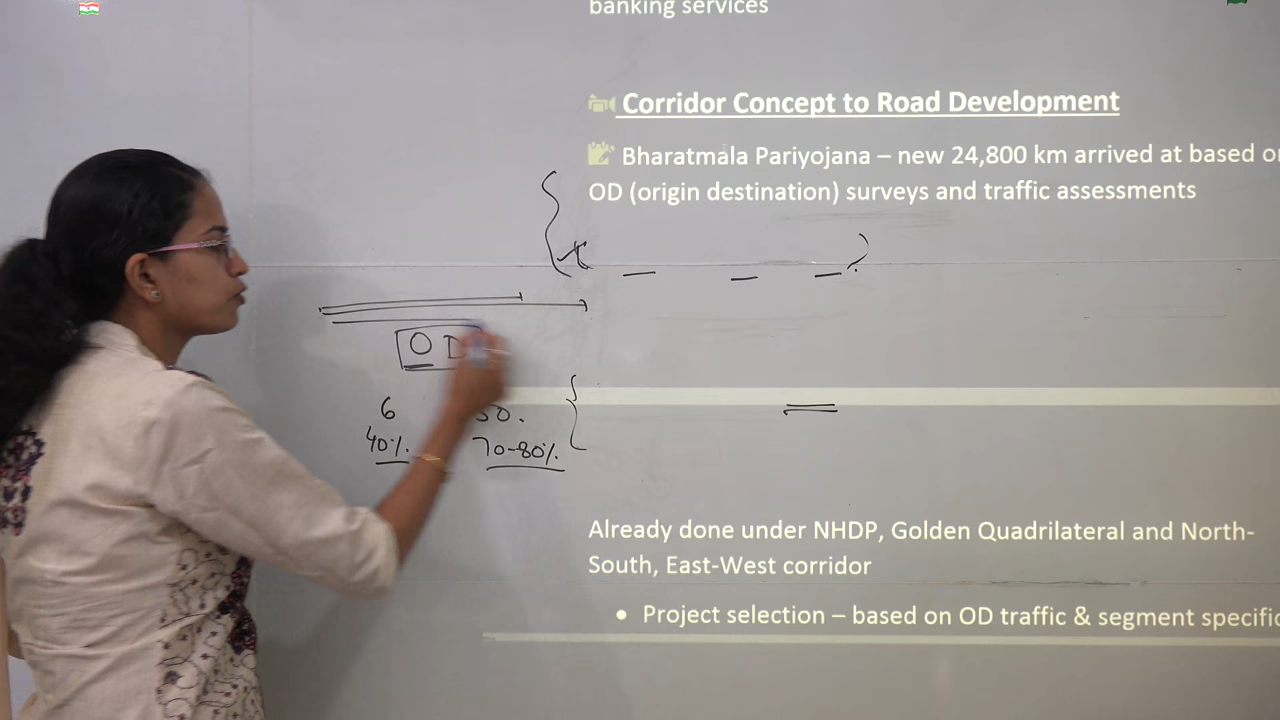 banking services
Corridor Concept to Road Development
Bharatmala Pariyojana – new 24,800 km arrived at based on
OD (origin destination) surveys and traffic assessments
O D
6
40%. 70-80%.
Already done under NHDP, Golden Quadrilateral and North-
South, East-West corridor
• Project selection – based on OD traffic & segment specific